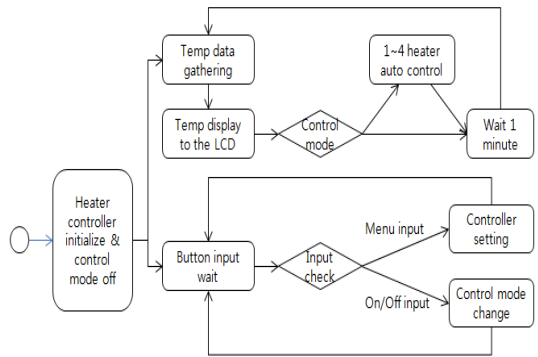 Temp data
gathering
1~4 heater
auto control
Temp display
to the LCD
Control
mode
Wait 1
minute
Heater
controller
initialize &
control
mode off
Button input
wait
Input
check
Menu input
Controller
setting
On/Off input
Control mode
change